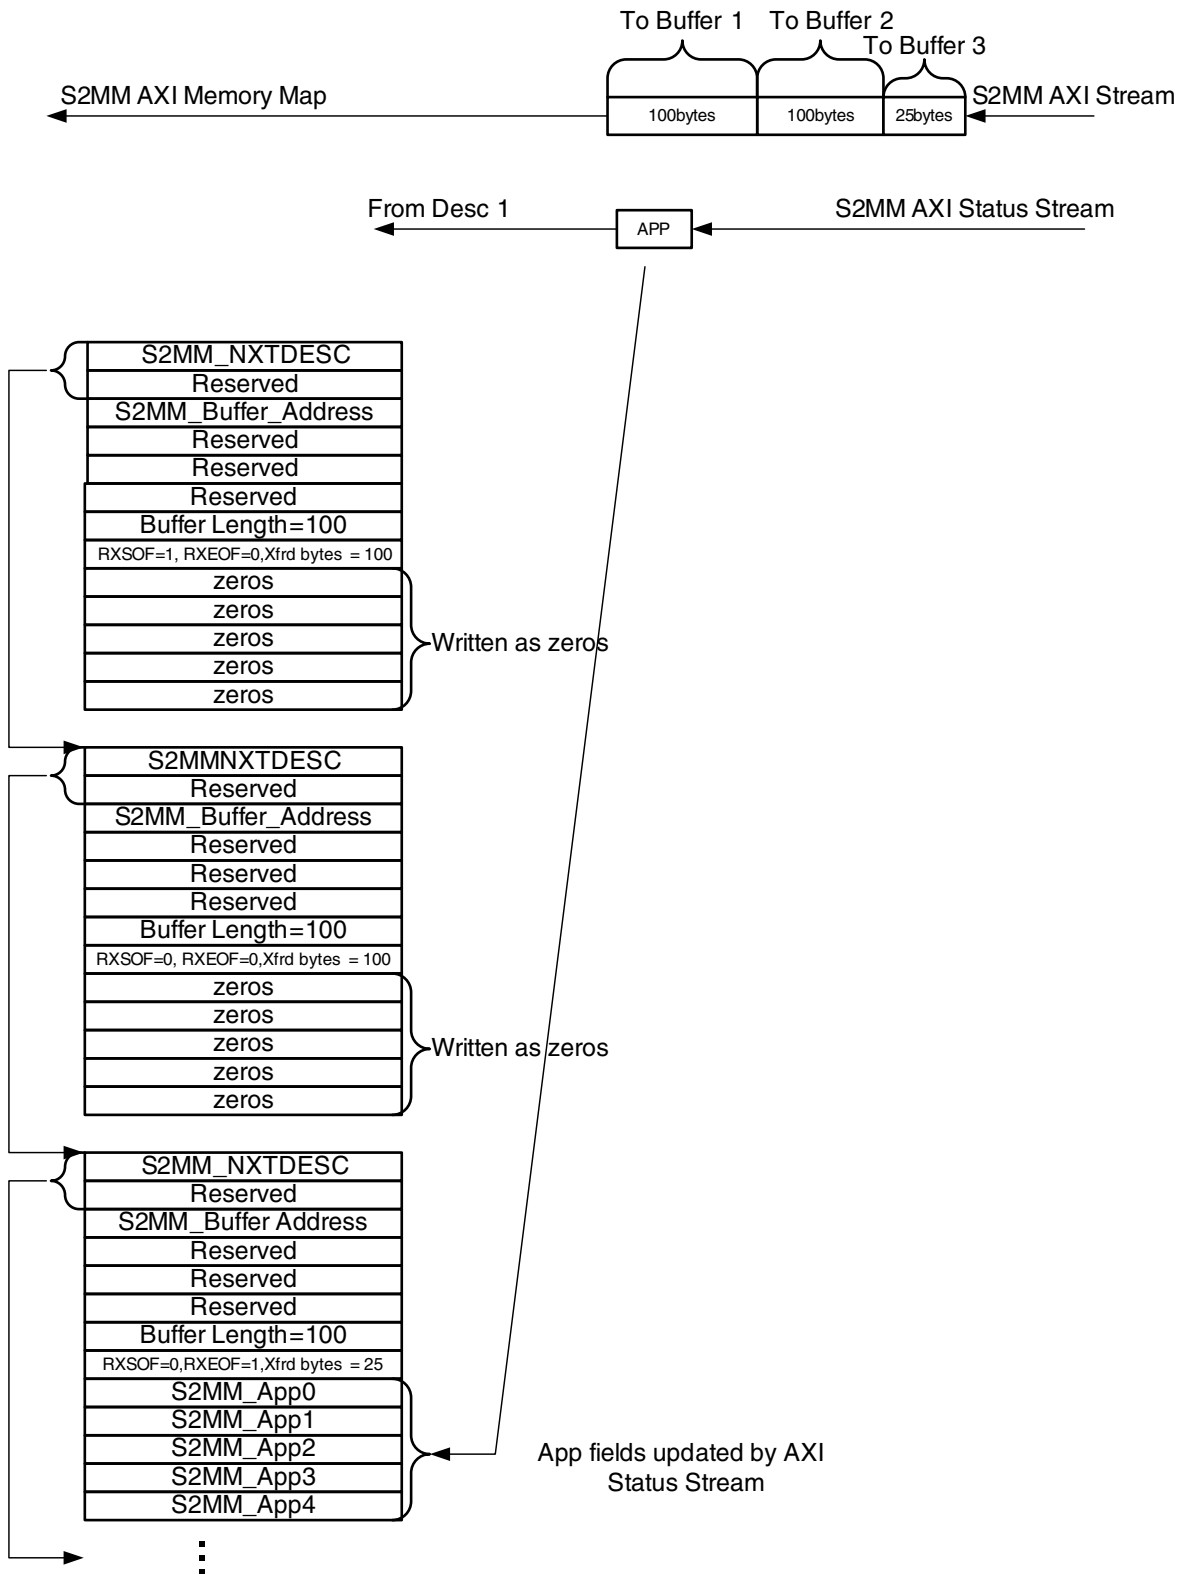 To Buffer 1
To Buffer 2
To Buffer 3
S2MM AXI Memory Map
S2MM AXI Stream
100bytes
100bytes
25bytes
From Desc 1
S2MM AXI Status Stream
APP
S2MM_NXTDESC
Reserved
S2MM_Buffer_Address
Reserved
Reserved
Reserved
Buffer Length=100
RXSOF=1, RXEOF=0,Xfrd bytes = 100
zeros
zeros
zeros
zeros
zeros
Written as zeros
S2MMNXTDESC
Reserved
S2MM_Buffer_Address
Reserved
Reserved
Reserved
Buffer Length=100
RXSOF=0, RXEOF=0,Xfrd bytes = 100
zeros
zeros
zeros
zeros
zeros
Written as zeros
S2MM_NXTDESC
Reserved
S2MM_Buffer Address
Reserved
Reserved
Reserved
Buffer Length=100
RXSOF=0,RXEOF=1,Xfrd bytes = 25
S2MM_App0
S2MM_App1
S2MM_App2
S2MM_App3
S2MM_App4
App fields updated by AXI
Status Stream